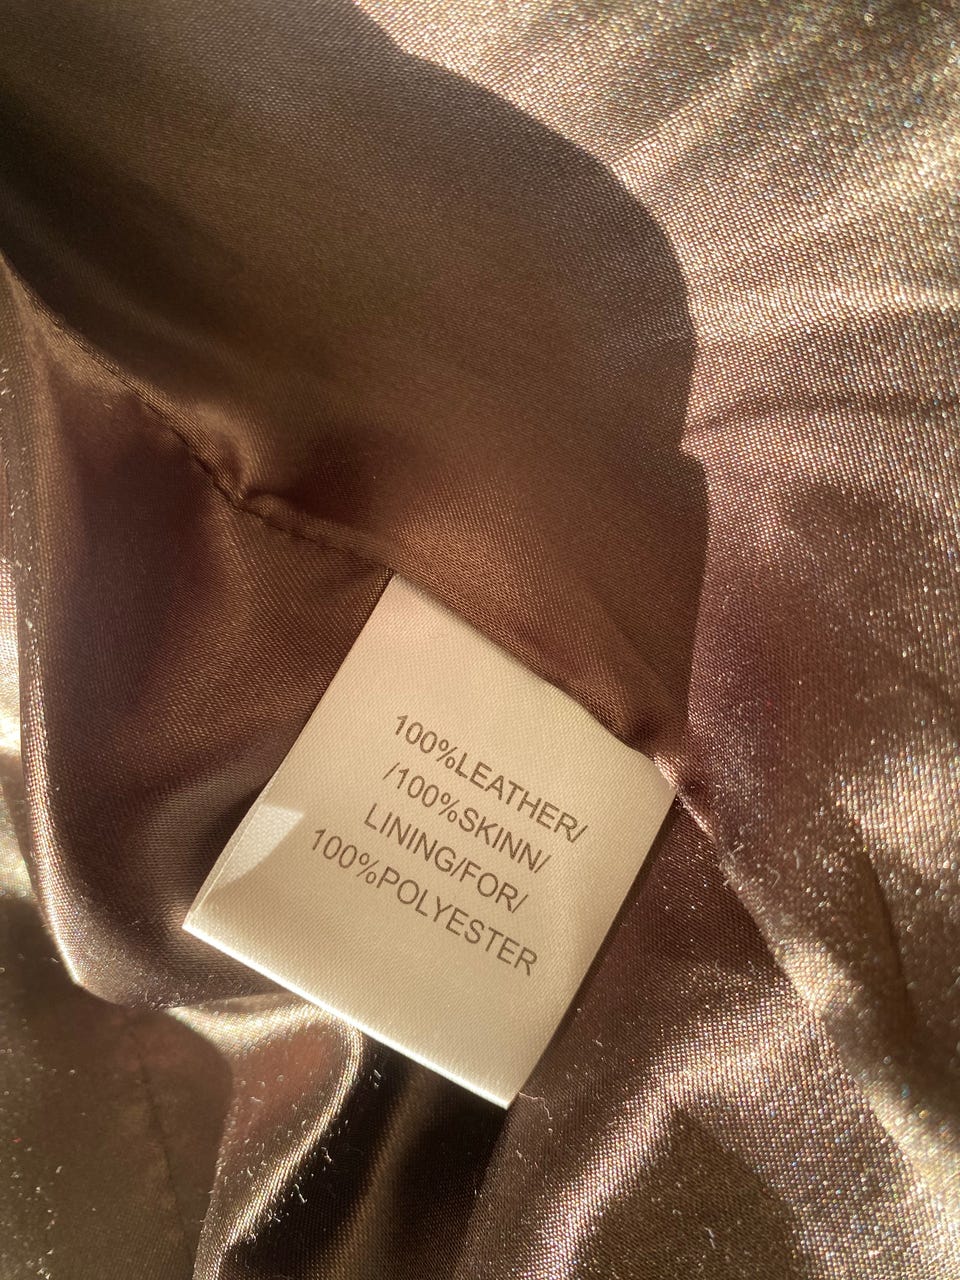 100%LEATHER/
/100%SKINN/
LINING/FOR/
100%POLYESTER